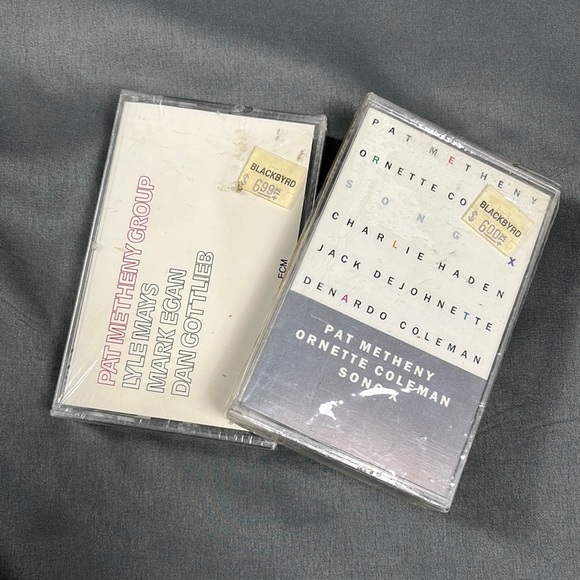 BLACKBYRD
$ 6.99
PAT METHENY GROUP
LYLE MAYS
MARK EGAN
DAN GOTTLIEB
ECM
PAT METHENY
ORNETTE CO
SONG X
CHARLIE HADEN
JACK DEJOHNETTE
DENARDO COLEMAN
BLACKBYRD
$ 6.00
PAT METHENY
ORNETTE COLEMAN
SONG X